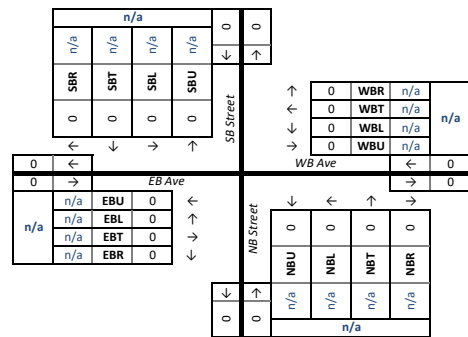 n/a
0 0
n/a n/a n/a n/a
↓ ↑
SBR SBT SBL SBU
SB Street
0 0 0 0
← ↓ → ↑
↑ 0 WBR n/a
← 0 WBT n/a
n/a
↓ 0 WBL n/a
→ 0 WBU n/a
0 ← WB Ave ← 0
0 → EB Ave → 0
n/a EBU 0 ←
n/a EBL 0 ↑
n/a
n/a EBT 0 →
n/a EBR 0 ↓
NB Street
↓ ← ↑ →
0 0 0 0
NBU NBL NBT NBR
↓ ↑
n/a n/a n/a n/a
0 0
n/a